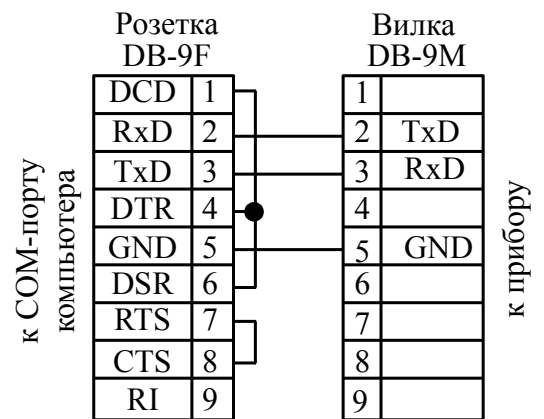 Розетка
DB-9F
Вилка
DB-9M
к COM-порту
компьютера
DCD 1
RxD 2
TxD 3
DTR 4
GND 5
DSR 6
RTS 7
CTS 8
RI 9
1
2 TxD
3 RxD
4
5 GND
6
7
8
9
к прибору